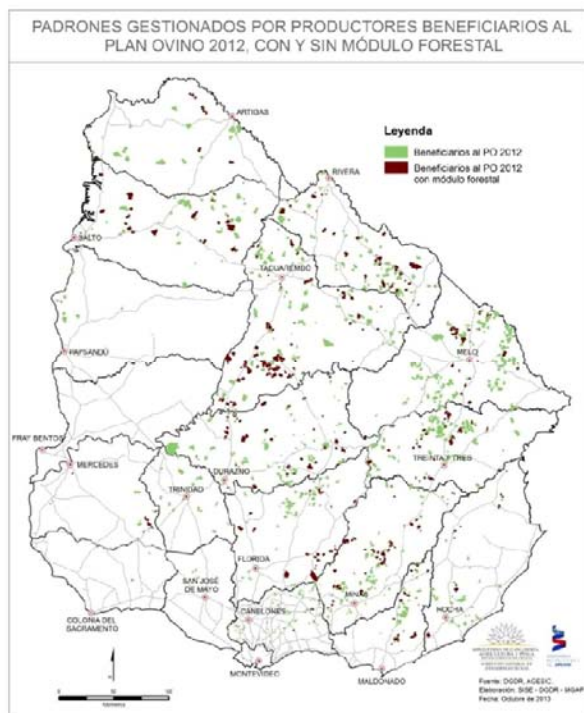 PADRONES GESTIONADOS POR PRODUCTORES BENEFICIARIOS AL
PLAN OVINO 2012, CON Y SIN MÓDULO FORESTAL
ARTIGAS
Leyenda
Beneficiarios al PO 2012
Beneficiarios al PO 2012
con módulo forestal
RIVERA
SALTO
TACUAREMBÓ
PAYSANDÚ
MELO
FRAY BENTOS
MERCEDES
DURAZNO
TREINTA Y TRES
TRINIDAD
FLORIDA
SAN JOSÉ
DE MAYO
MINAS
CANELONES
ROCHA
COLONIA DEL
SACRAMENTO
MONTEVIDEO
MALDONADO
Fuente: DGDR, AGESIC.
Elaboración: SISE - DGDR - MGAP
Fecha: Octubre de 2013